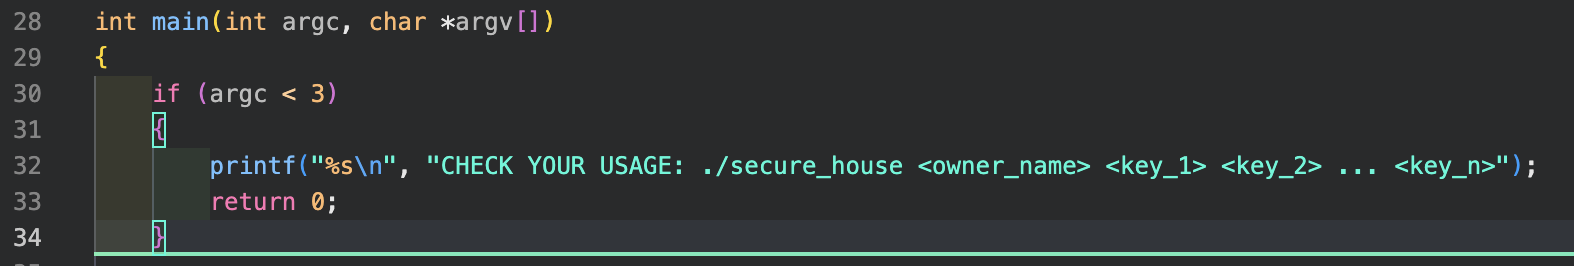 28 int main(int argc, char *argv[])
29 {
30 if (argc < 3)
31 {
32 printf("%s\n", "CHECK YOUR USAGE: ./secure_house <owner_name> <key_1> <key_2> ... <key_n>");
33 return 0;
34 }